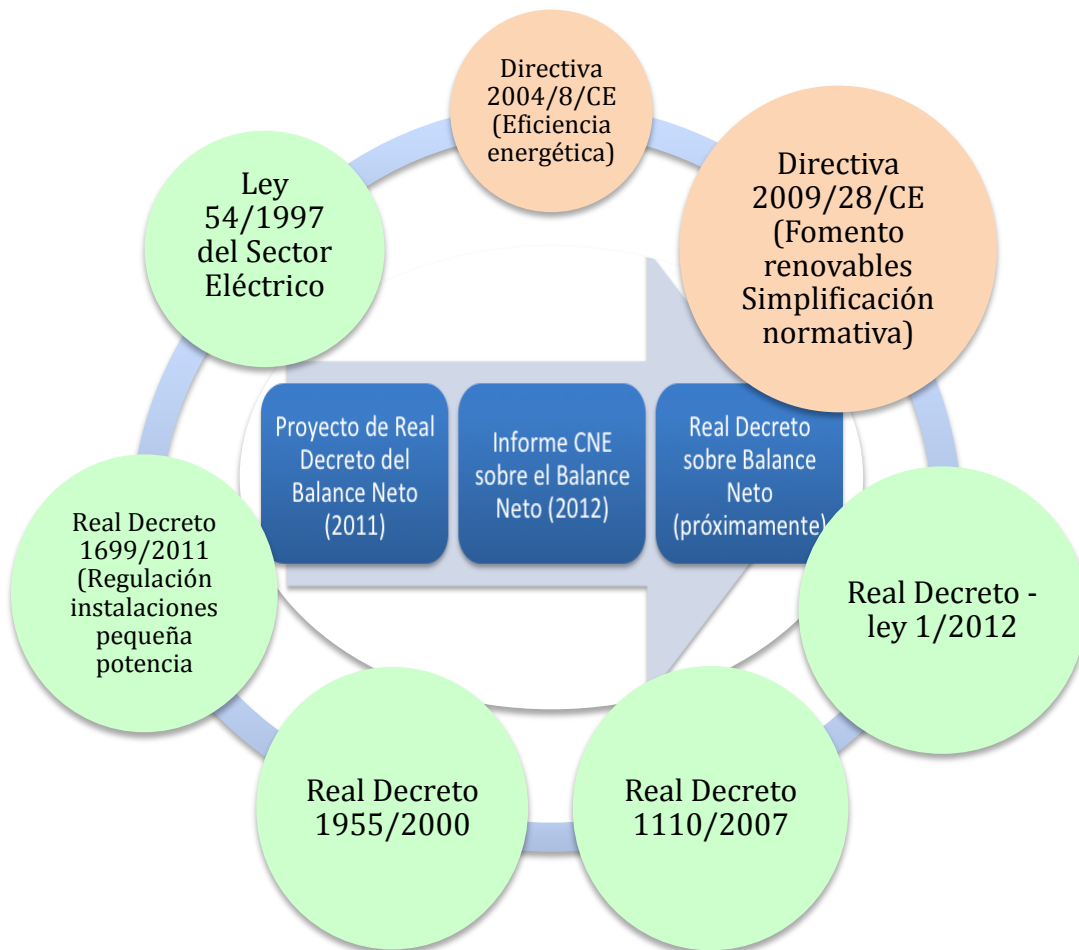 Directiva
2004/8/CE
(Eficiencia
energética)
Directiva
2009/28/CE
(Fomento
renovables
Simplificación
normativa)
Ley
54/1997
del Sector
Eléctrico
Proyecto de Real
Decreto del
Balance Neto
(2011)
Informe CNE
sobre el Balance
Neto (2012)
Real Decreto
sobre Balance
Neto
(próximamente)
Real Decreto
1699/2011
(Regulación
instalaciones
pequeña
potencia
Real Decreto -
ley 1/2012
Real Decreto
1955/2000
Real Decreto
1110/2007